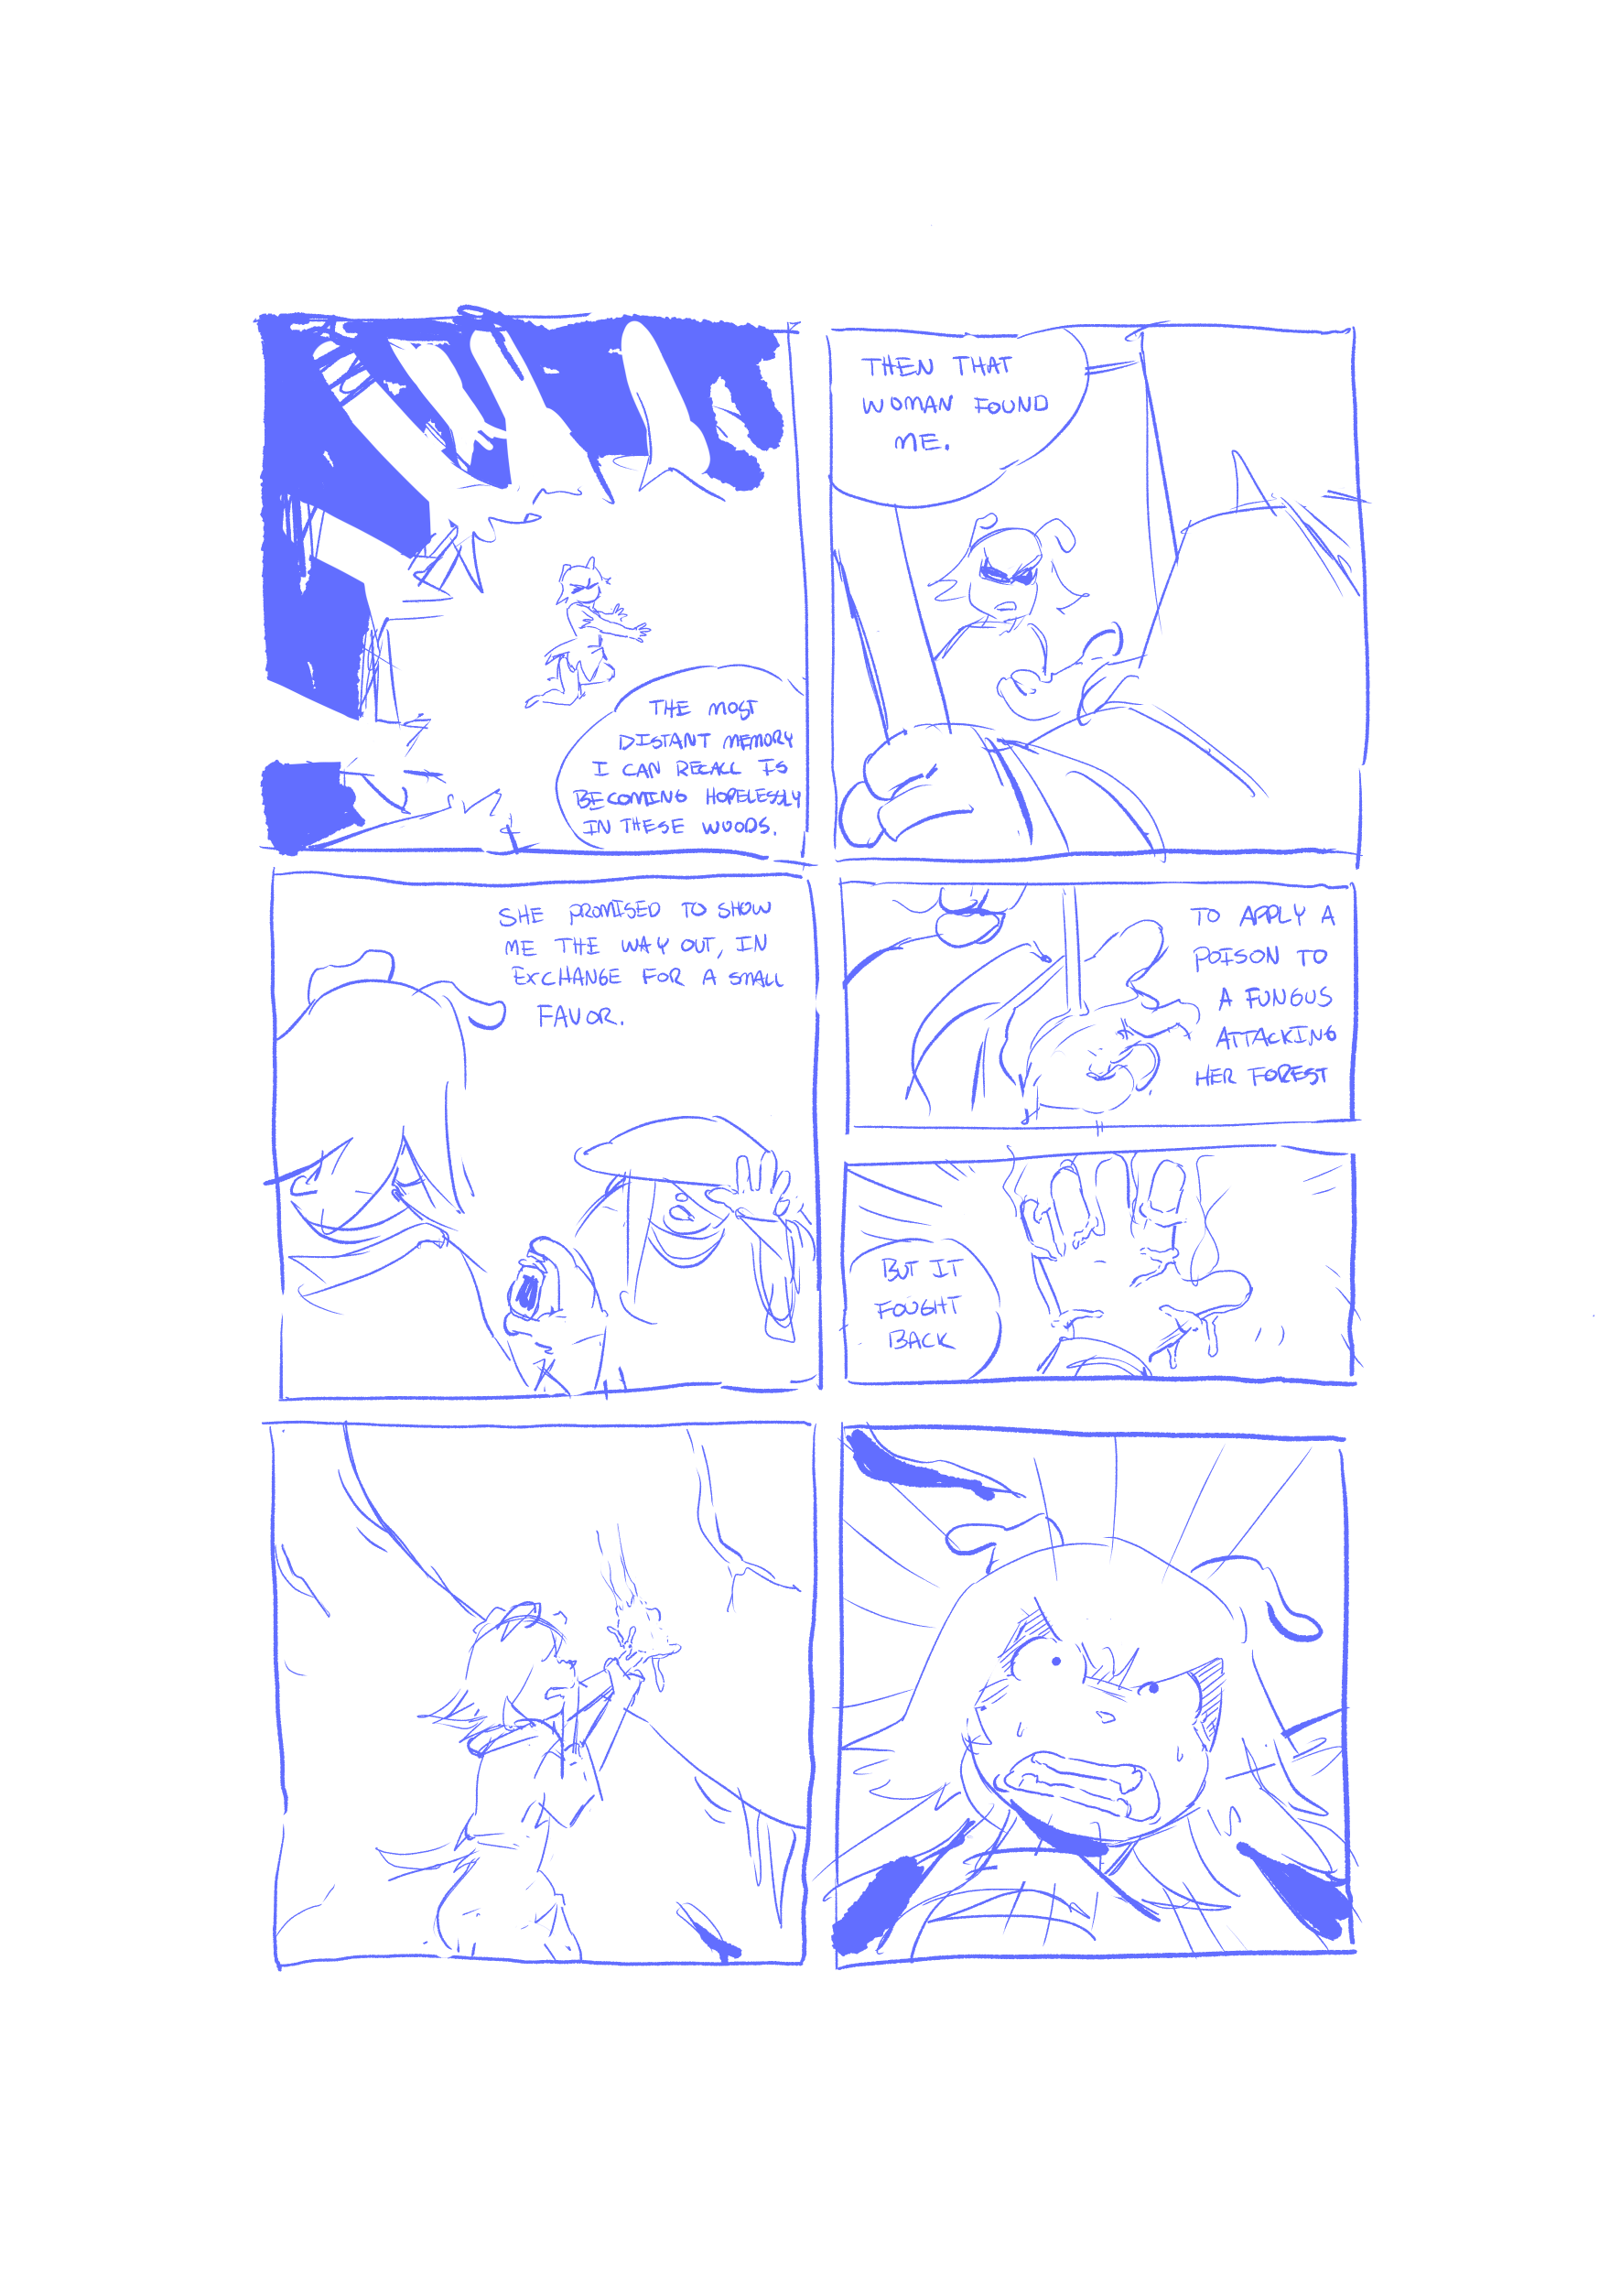 THE MOST
DISTANT MEMORY
I CAN RECALL IS
BECOMING HOPELESSLY
IN THESE WOODS.
THEN THAT
WOMAN FOUND
ME.
SHE PROMISED TO SHOW
ME THE WAY OUT, IN
EXCHANGE FOR A SMALL
FAVOR.
TO APPLY A
POISON TO
A FUNGUS
ATTACKING
HER FOREST
BUT IT
FOUGHT
BACK